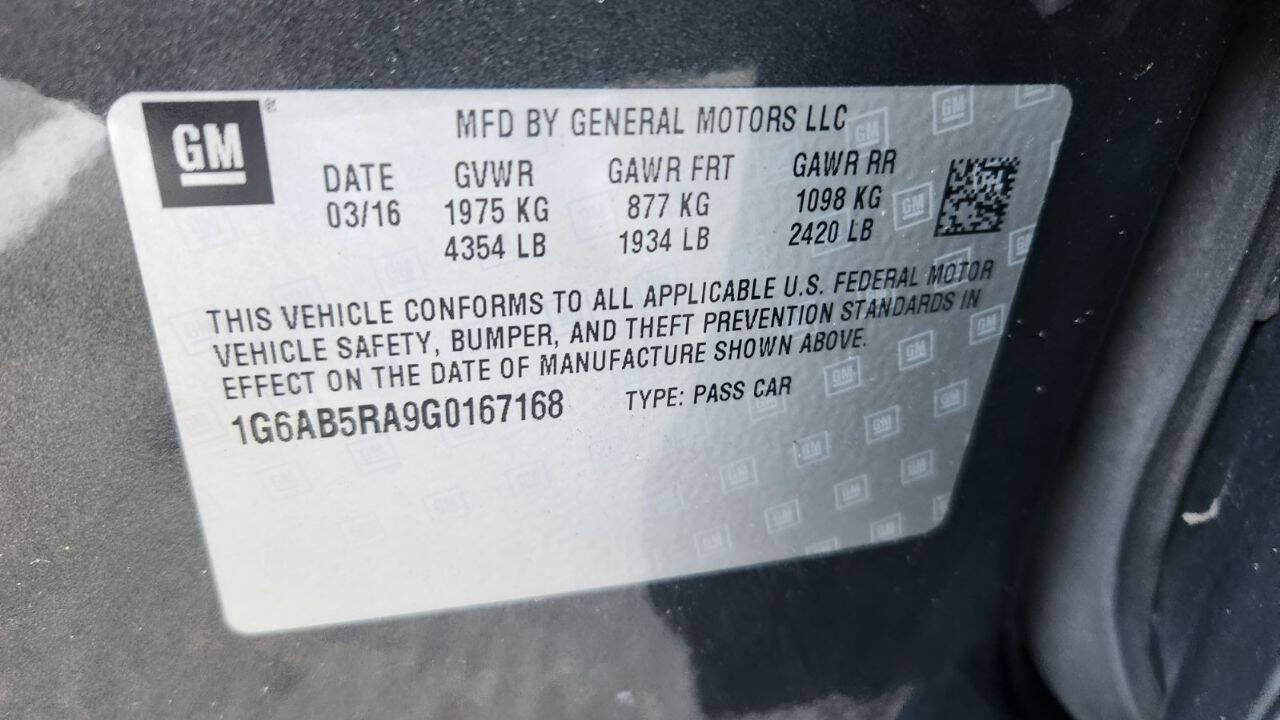 GM
MFD BY GENERAL MOTORS LLC
DATE GVWR GAWR FRT GAWR RR
03/16 1975 KG 877 KG 1098 KG
4354 LB 1934 LB 2420 LB
THIS VEHICLE CONFORMS TO ALL APPLICABLE U.S. FEDERAL MOTOR
VEHICLE SAFETY, BUMPER, AND THEFT PREVENTION STANDARDS IN
EFFECT ON THE DATE OF MANUFACTURE SHOWN ABOVE.
1G6AB5RA9G0167168 TYPE: PASS CAR